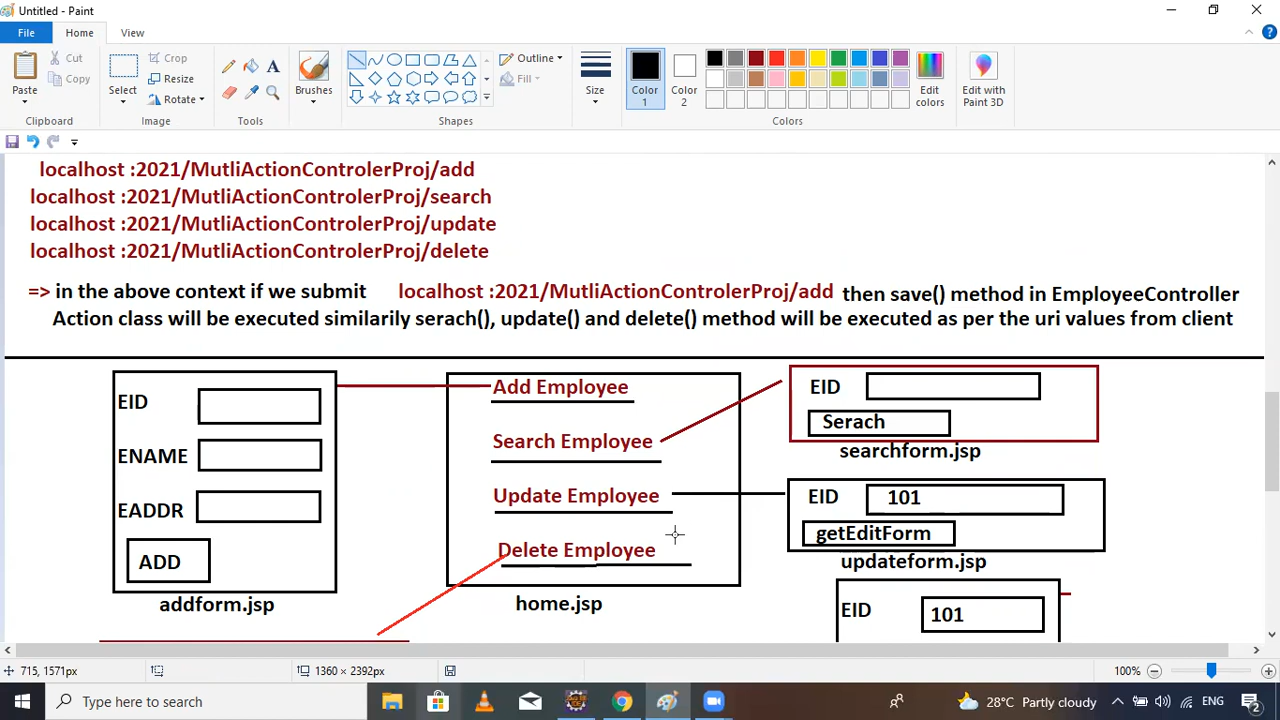 Untitled - Paint
File
Home
View
Paste
Cut
Copy
Clipboard
Select
Crop
Resize
Rotate
Image
A
Tools
Brushes
Outline
Fill
Shapes
Size
Color 1
Color 2
Edit colors
Colors
Edit with Paint 3D
localhost :2021/MutliActionControlerProj/add
localhost :2021/MutliActionControlerProj/search
localhost :2021/MutliActionControlerProj/update
localhost :2021/MutliActionControlerProj/delete
=> in the above context if we submit localhost :2021/MutliActionControlerProj/add then save() method in EmployeeController
Action class will be executed similarily serach(), update() and delete() method will be executed as per the uri values from client
EID
ENAME
EADDR
ADD
addform.jsp
Add Employee
Search Employee
Update Employee
Delete Employee
home.jsp
EID
Serach
searchform.jsp
EID 101
getEditForm
updateform.jsp
EID 101
715, 1571px
1360 × 2392px
100%
Type here to search
28°C Partly cloudy
ENG
2